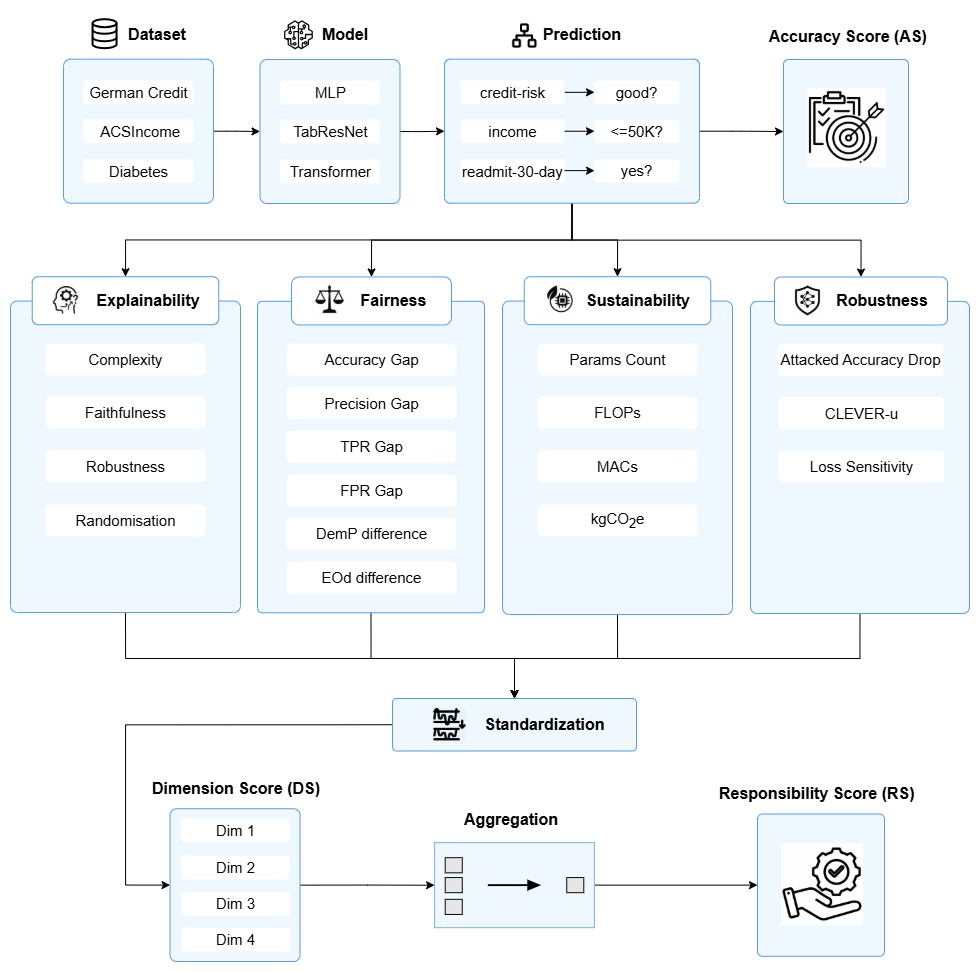 Dataset
Model
Prediction
Accuracy Score (AS)
German Credit
ACSIncome
Diabetes
MLP
TabResNet
Transformer
credit-risk
good?
income
<=50K?
readmit-30-day
yes?
Explainability
Complexity
Faithfulness
Robustness
Randomisation
Fairness
Accuracy Gap
Precision Gap
TPR Gap
FPR Gap
DemP difference
EOd difference
Sustainability
Params Count
FLOPs
MACs
kgCO2e
Robustness
Attacked Accuracy Drop
CLEVER-u
Loss Sensitivity
Standardization
Dimension Score (DS)
Dim 1
Dim 2
Dim 3
Dim 4
Aggregation
Responsibility Score (RS)